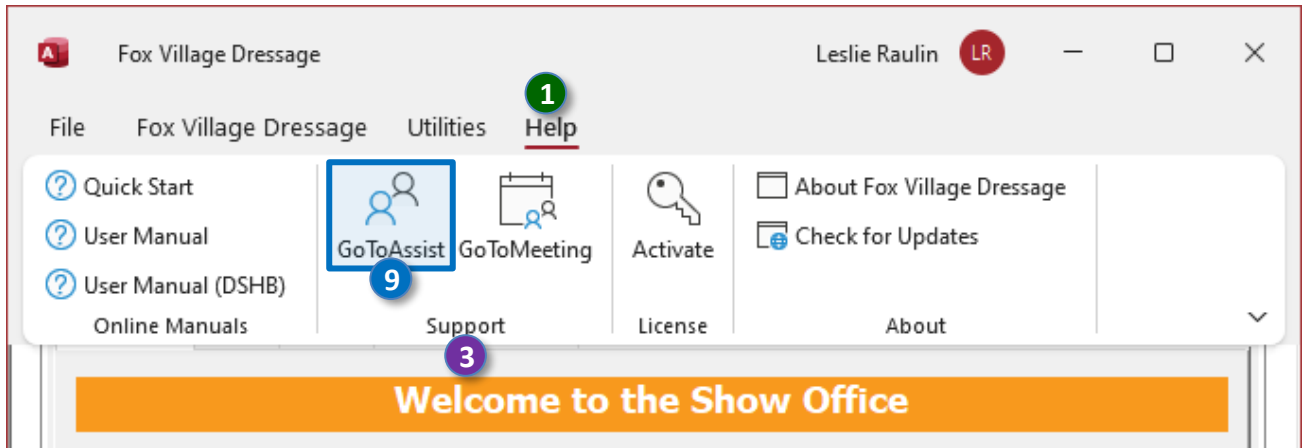 A Fox Village Dressage Leslie Raulin LR
1
File Fox Village Dressage Utilities Help
Quick Start
User Manual
User Manual (DSHB)
Online Manuals
GoToAssist GoToMeeting
9
Support
3
Activate
License
About Fox Village Dressage
Check for Updates
About
Welcome to the Show Office